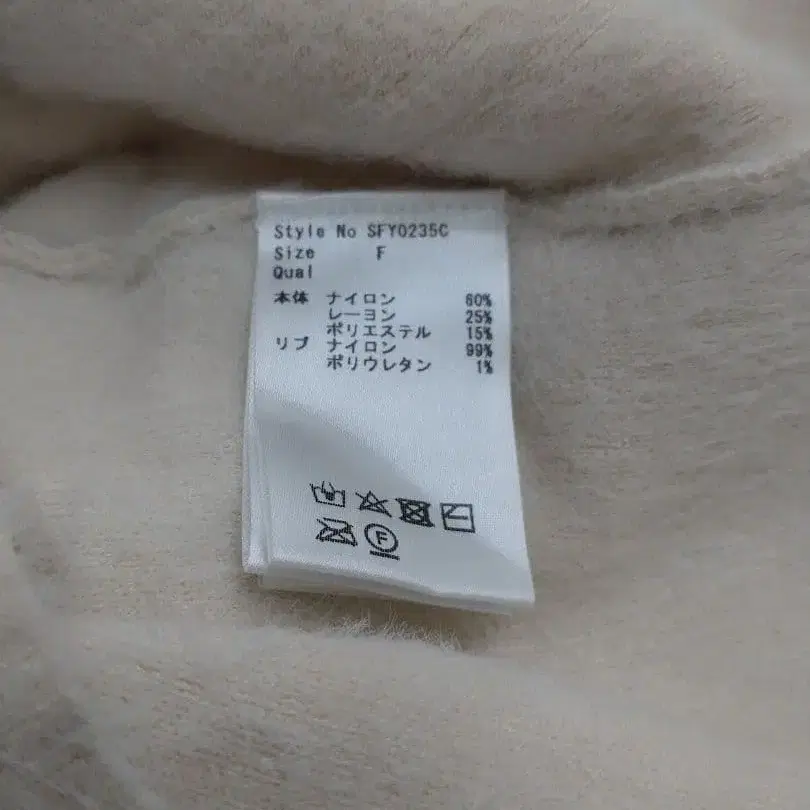 Style No SFY0235C
Size F
Qual
本体 ナイロン 60%
レーヨン 25%
ポリエステル 15%
リブ ナイロン 99%
ポリウレタン 1%
F